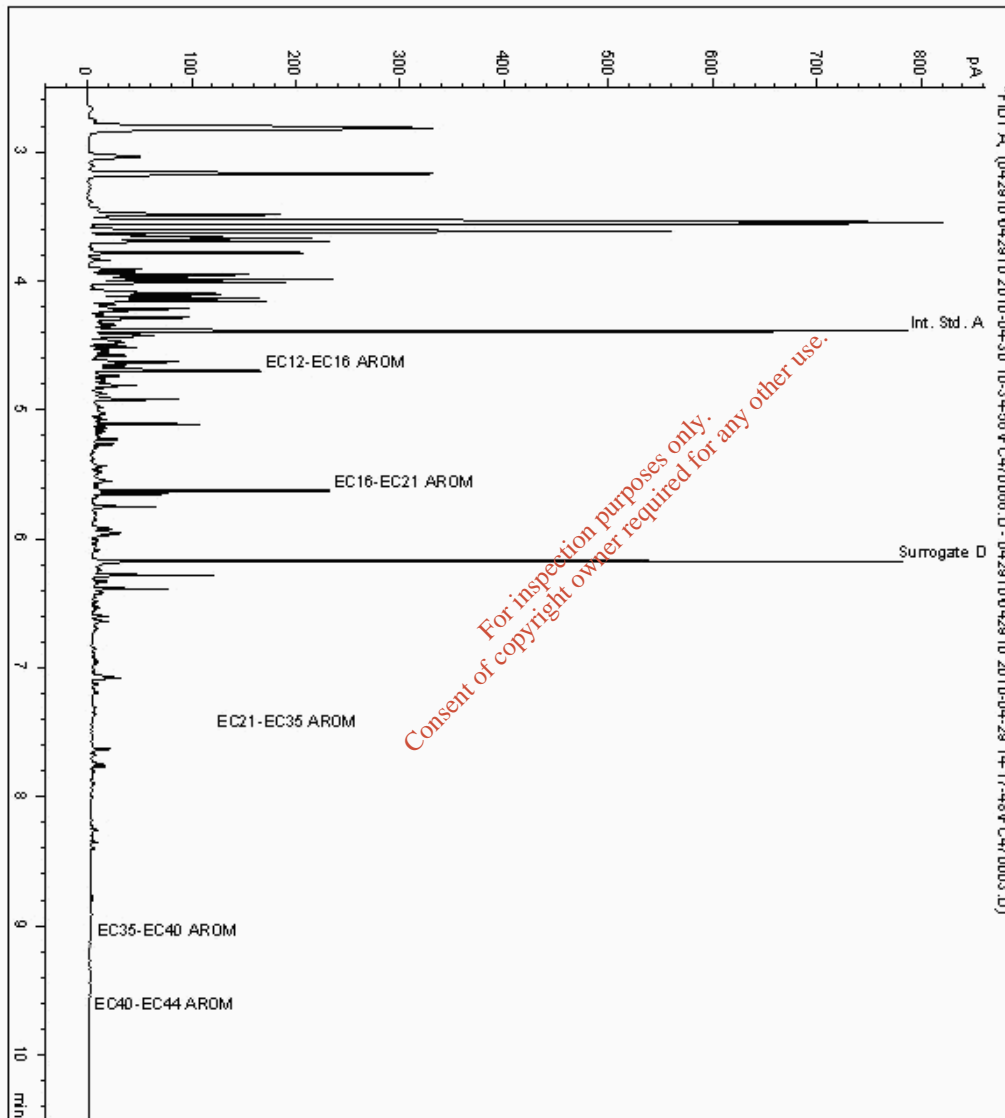 0
100
200
300
400
500
600
700
800
pA
3
4
5
6
7
8
9
10
min
Int. Std. A
EC12-EC16 AROM
EC16-EC21 AROM
Surrogate D
EC21-EC35 AROM
EC35-EC40 AROM
EC40-EC44 AROM
For inspection purposes only.
Consent of copyright owner required for any other use.